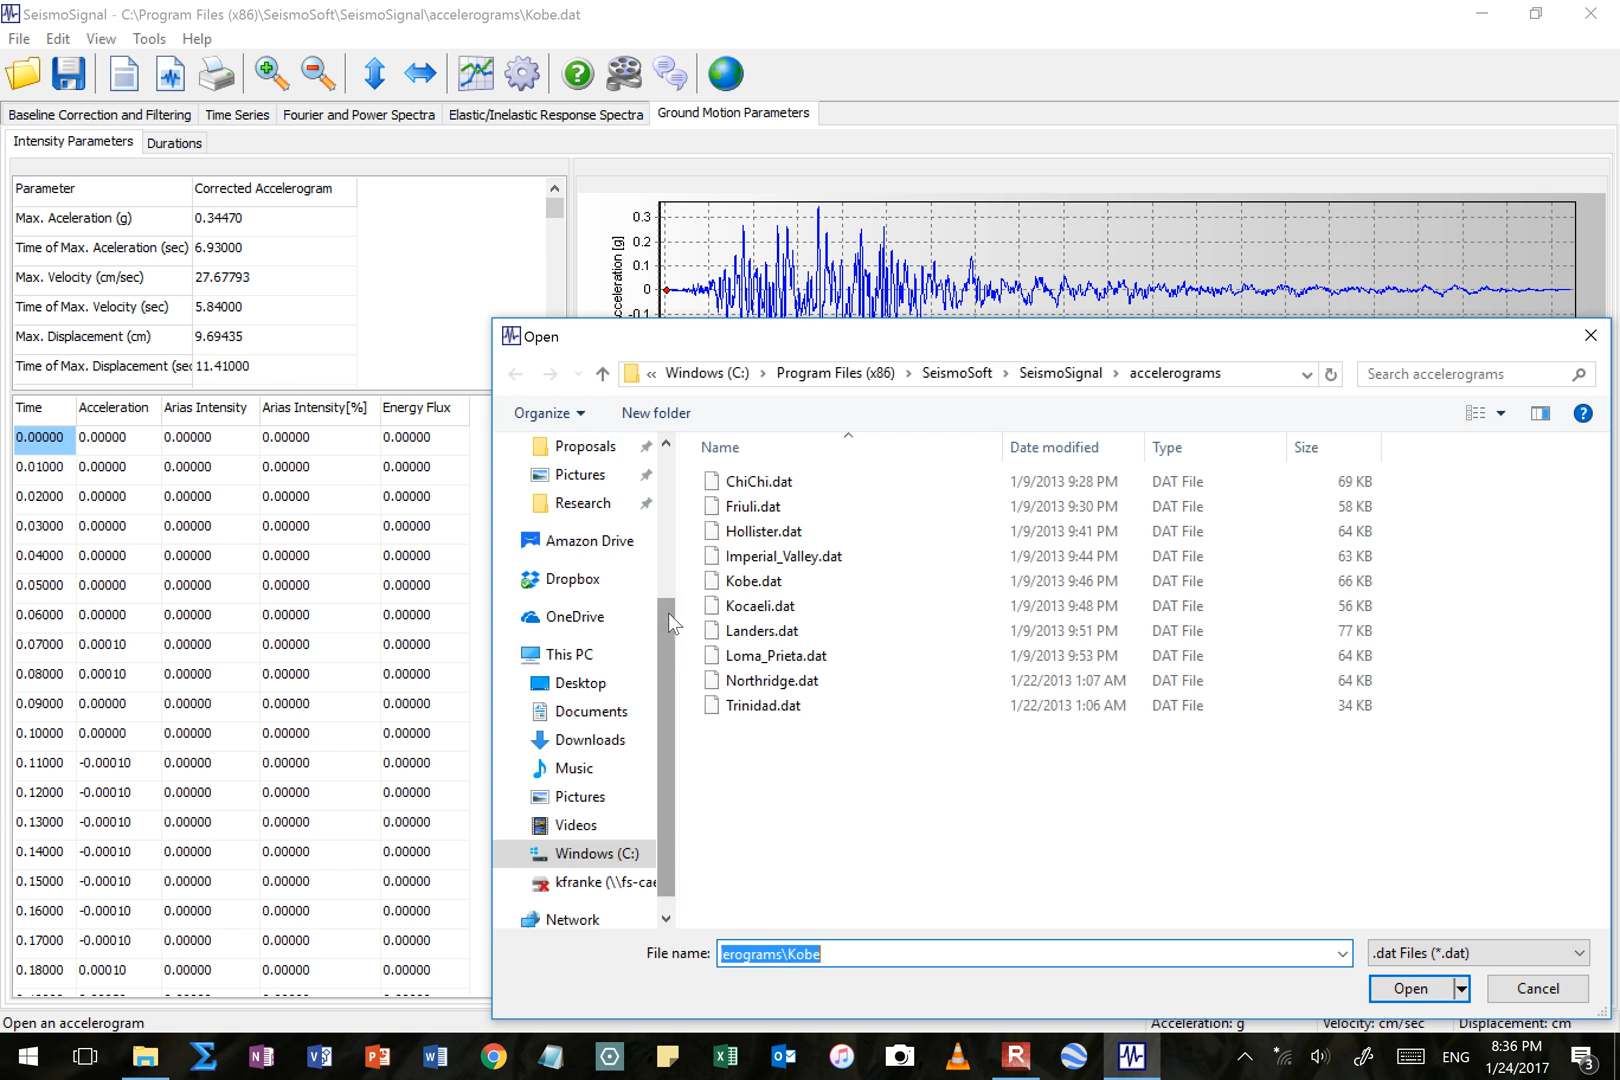 SeismoSignal - C:\Program Files (x86)\SeismoSoft\SeismoSignal\accelerograms\Kobe.dat
File Edit View Tools Help
Baseline Correction and Filtering Time Series Fourier and Power Spectra Elastic/Inelastic Response Spectra Ground Motion Parameters
Intensity Parameters Durations
Parameter Corrected Accelerogram
Max. Aceleration (g) 0.34470
Time of Max. Aceleration (sec) 6.93000
Max. Velocity (cm/sec) 27.67793
Time of Max. Velocity (sec) 5.84000
Max. Displacement (cm) 9.69435
Time of Max. Displacement (sec 11.41000
0.3
0.2
0.1
0
-0.1
cceleration [g]
Time Acceleration Arias Intensity Arias Intensity[%] Energy Flux
0.00000 0.00000 0.00000 0.00000 0.00000
0.01000 0.00000 0.00000 0.00000 0.00000
0.02000 0.00000 0.00000 0.00000 0.00000
0.03000 0.00000 0.00000 0.00000 0.00000
0.04000 0.00000 0.00000 0.00000 0.00000
0.05000 0.00000 0.00000 0.00000 0.00000
0.06000 0.00000 0.00000 0.00000 0.00000
0.07000 0.00010 0.00000 0.00000 0.00000
0.08000 0.00010 0.00000 0.00000 0.00000
0.09000 0.00000 0.00000 0.00000 0.00000
0.10000 0.00000 0.00000 0.00000 0.00000
0.11000 -0.00010 0.00000 0.00000 0.00000
0.12000 -0.00010 0.00000 0.00000 0.00000
0.13000 -0.00010 0.00000 0.00000 0.00000
0.14000 -0.00010 0.00000 0.00000 0.00000
0.15000 -0.00010 0.00000 0.00000 0.00000
0.16000 -0.00010 0.00000 0.00000 0.00000
0.17000 -0.00010 0.00000 0.00000 0.00000
0.18000 0.00010 0.00000 0.00000 0.00000
Open
« Windows (C:) › Program Files (x86) › SeismoSoft › SeismoSignal › accelerograms
Search accelerograms
Organize New folder
Proposals
Pictures
Research
Amazon Drive
Dropbox
OneDrive
This PC
Desktop
Documents
Downloads
Music
Pictures
Videos
Windows (C:)
kfranke (\\fs-cae
Network
Name Date modified Type Size
ChiChi.dat 1/9/2013 9:28 PM DAT File 69 KB
Friuli.dat 1/9/2013 9:30 PM DAT File 58 KB
Hollister.dat 1/9/2013 9:41 PM DAT File 64 KB
Imperial_Valley.dat 1/9/2013 9:44 PM DAT File 63 KB
Kobe.dat 1/9/2013 9:46 PM DAT File 66 KB
Kocaeli.dat 1/9/2013 9:48 PM DAT File 56 KB
Landers.dat 1/9/2013 9:51 PM DAT File 77 KB
Loma_Prieta.dat 1/9/2013 9:53 PM DAT File 64 KB
Northridge.dat 1/22/2013 1:07 AM DAT File 64 KB
Trinidad.dat 1/22/2013 1:06 AM DAT File 34 KB
File name: erograms\Kobe .dat Files (*.dat)
Open Cancel
Open an accelerogram Acceleration: g Velocity: cm/sec Displacement: cm
ENG
8:36 PM
1/24/2017
3